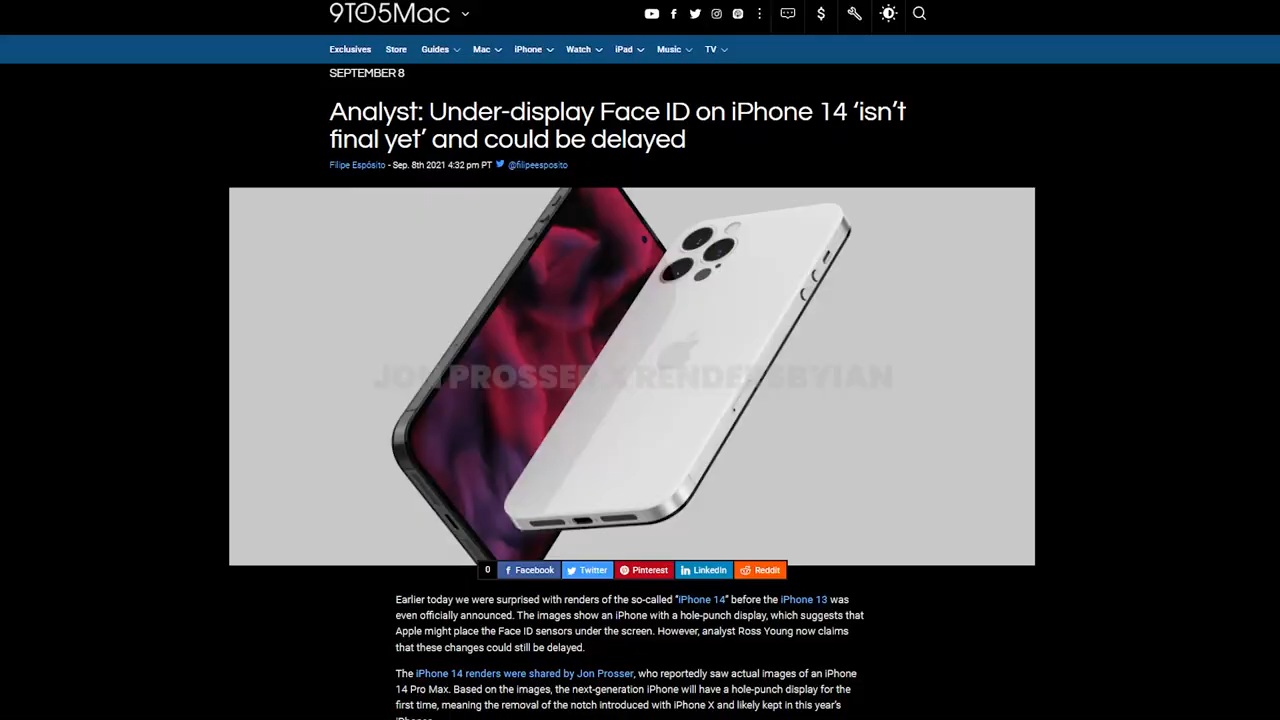 9TO5Mac
$
Exclusives Store Guides Mac iPhone Watch iPad Music TV
SEPTEMBER 8
Analyst: Under-display Face ID on iPhone 14 ‘isn’t
final yet’ and could be delayed
Filipe Espósito - Sep. 8th 2021 4:32 pm PT @filipeesposito
JON PROSSER X RENDERSBYIAN
0 Facebook Twitter Pinterest LinkedIn Reddit
Earlier today we were surprised with renders of the so-called “iPhone 14” before the iPhone 13 was
even officially announced. The images show an iPhone with a hole-punch display, which suggests that
Apple might place the Face ID sensors under the screen. However, analyst Ross Young now claims
that these changes could still be delayed.
The iPhone 14 renders were shared by Jon Prosser, who reportedly saw actual images of an iPhone
14 Pro Max. Based on the images, the next-generation iPhone will have a hole-punch display for the
first time, meaning the removal of the notch introduced with iPhone X and likely kept in this year’s